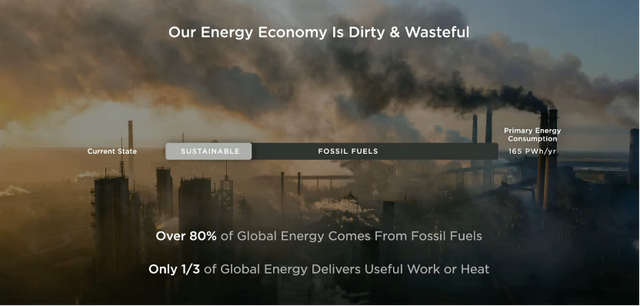 Our Energy Economy Is Dirty & Wasteful
Primary Energy
Consumption
Current State
SUSTAINABLE
FOSSIL FUELS
165 PWh/yr
Over 80% of Global Energy Comes From Fossil Fuels
Only 1/3 of Global Energy Delivers Useful Work or Heat